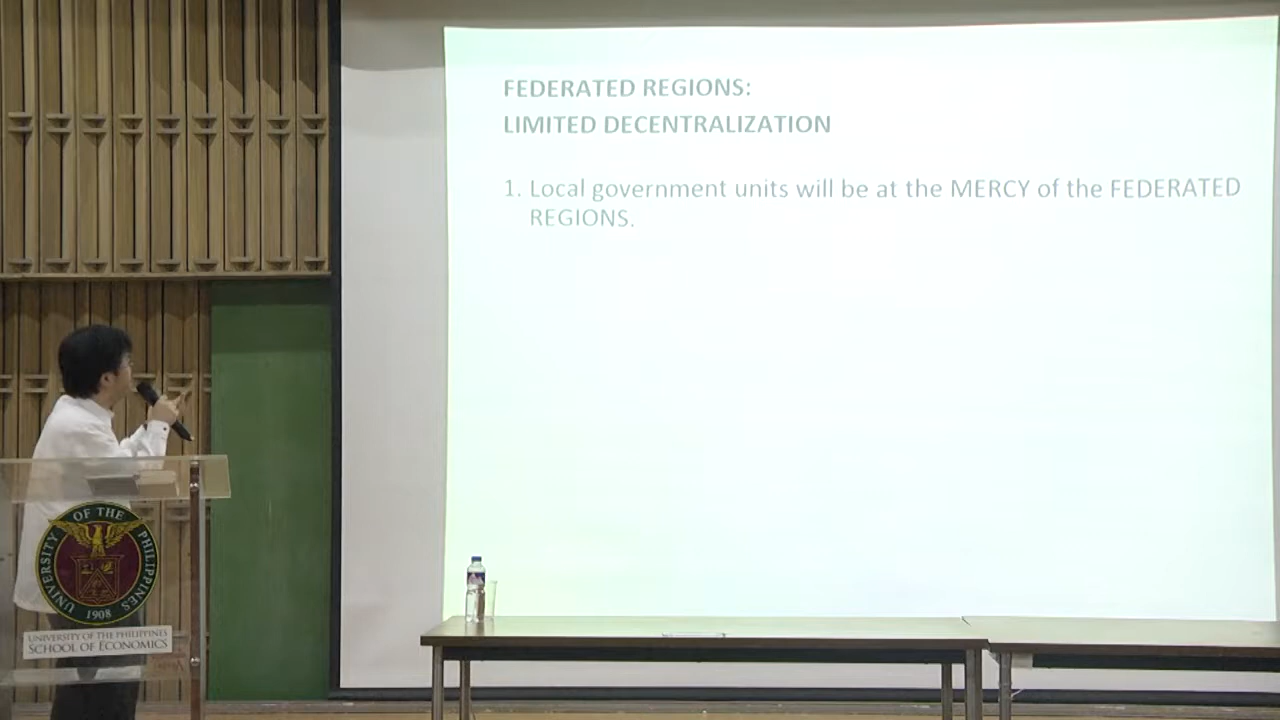 FEDERATED REGIONS:
LIMITED DECENTRALIZATION
1. Local government units will be at the MERCY of the FEDERATED
REGIONS.
UNIVERSITY OF THE PHILIPPINES
1908
UNIVERSITY OF THE PHILIPPINES
SCHOOL OF ECONOMICS